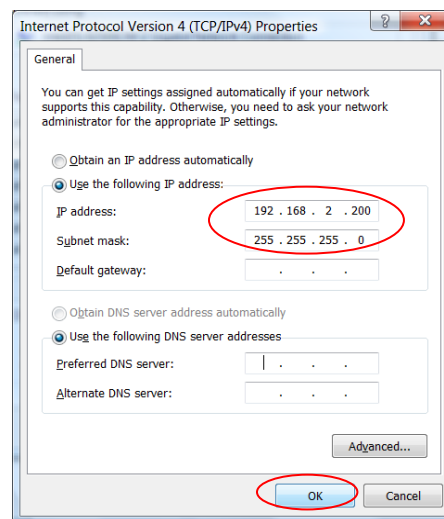 Internet Protocol Version 4 (TCP/IPv4) Properties ? X
General
You can get IP settings assigned automatically if your network
supports this capability. Otherwise, you need to ask your network
administrator for the appropriate IP settings.
Obtain an IP address automatically
Use the following IP address:
IP address: 192 . 168 . 2 . 200
Subnet mask: 255 . 255 . 255 . 0
Default gateway: . . .
Obtain DNS server address automatically
Use the following DNS server addresses
Preferred DNS server: . . .
Alternate DNS server: . . .
Advanced...
OK Cancel